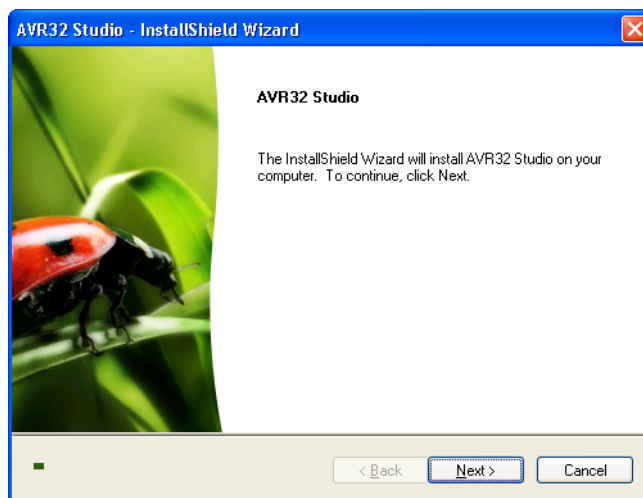 AVR32 Studio - InstallShield Wizard
AVR32 Studio
The InstallShield Wizard will install AVR32 Studio on your
computer. To continue, click Next.
< Back
Next >
Cancel